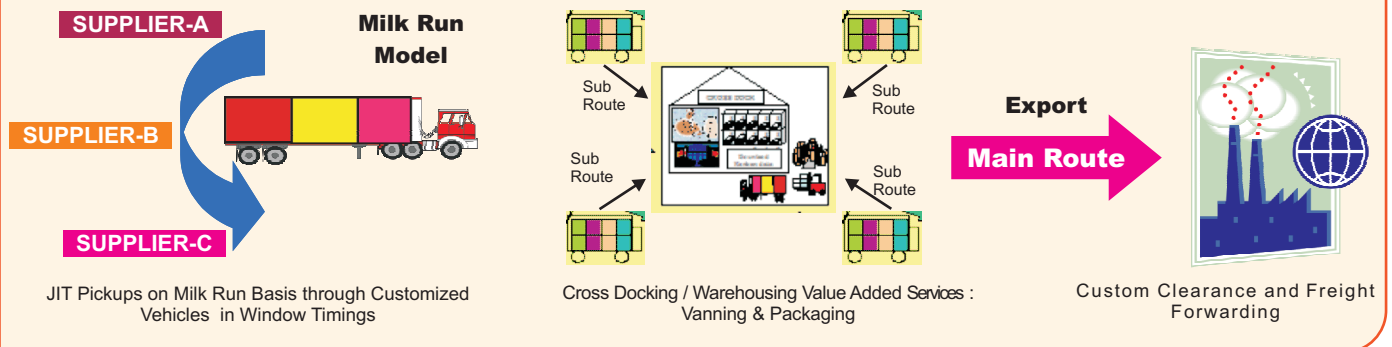 SUPPLIER-A
SUPPLIER-B
SUPPLIER-C
Milk Run
Model
JIT Pickups on Milk Run Basis through Customized
Vehicles in Window Timings
Sub
Route
Sub
Route
Sub
Route
Sub
Route
CROSS DOCK
Cross Docking / Warehousing Value Added Services :
Vanning & Packaging
Export
Main Route
Custom Clearance and Freight
Forwarding